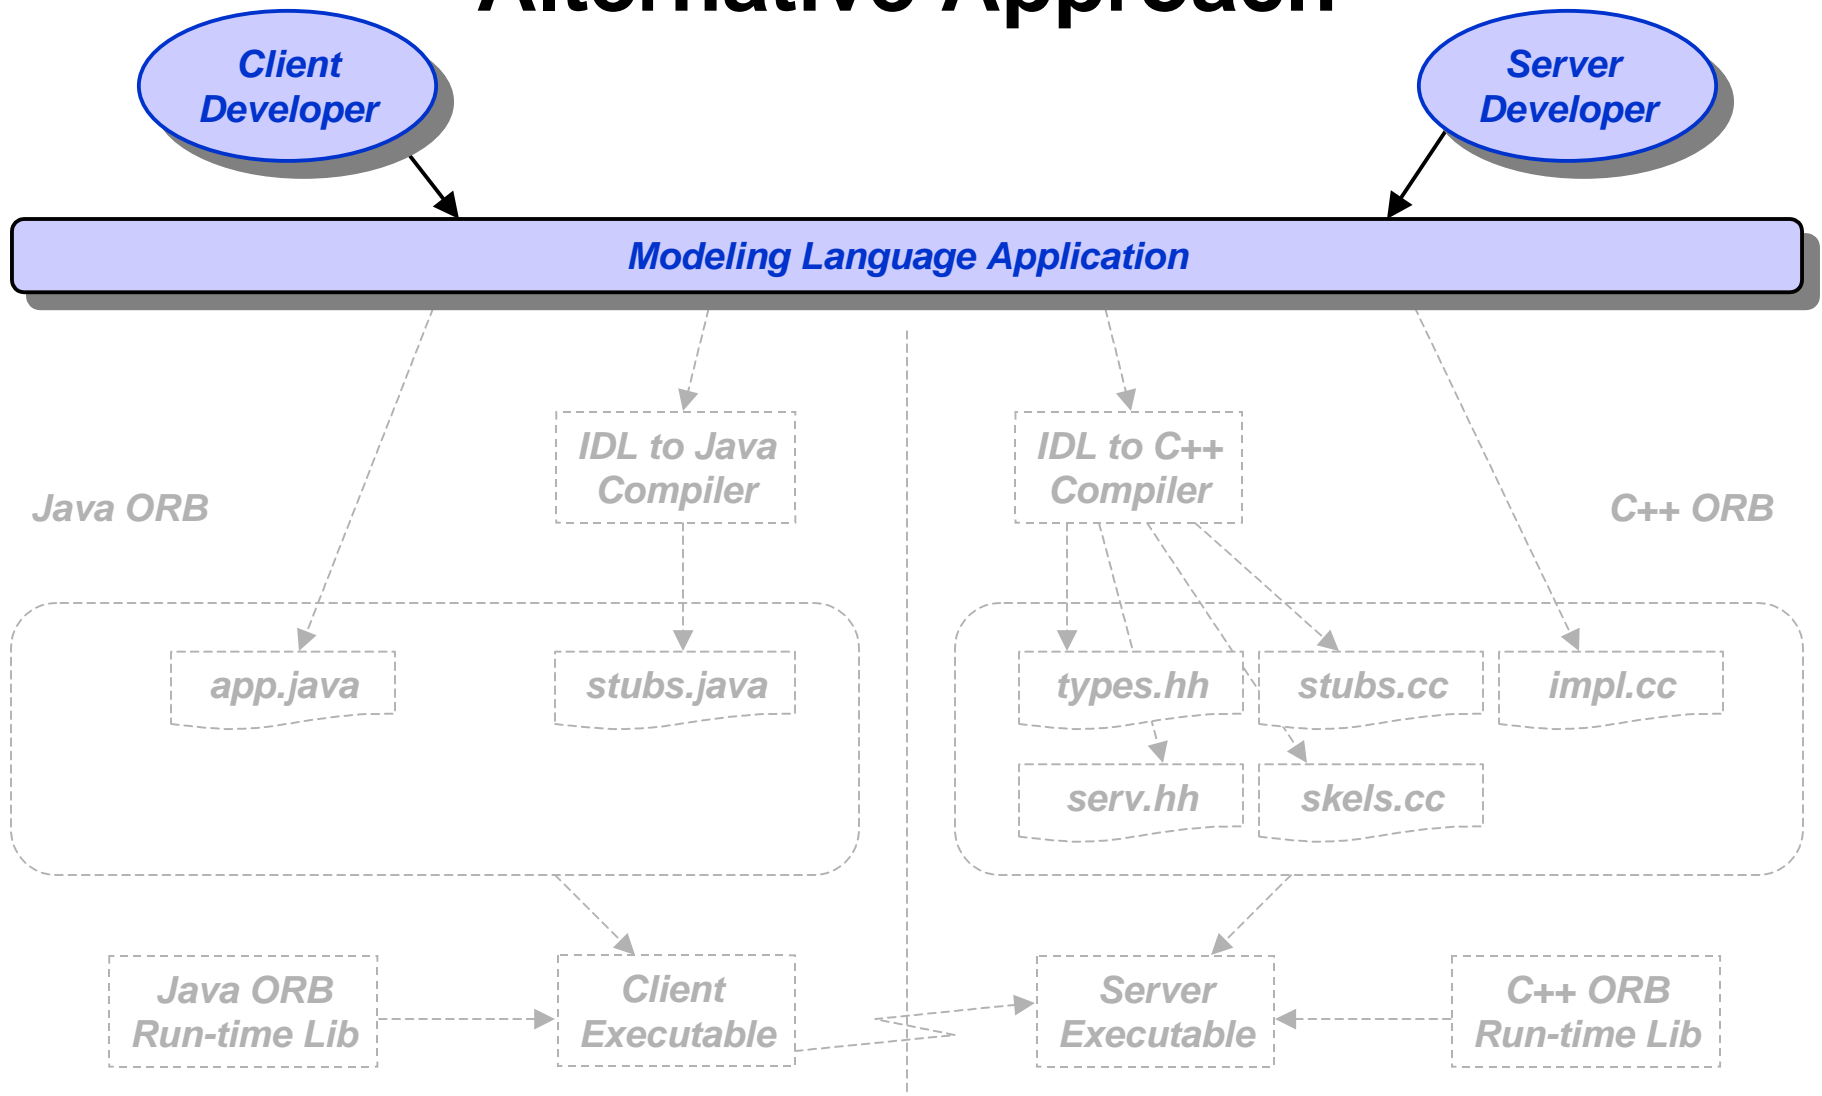 Alternative Approach
Client
Developer
Server
Developer
Modeling Language Application
IDL to Java
Compiler
IDL to C++
Compiler
Java ORB
C++ ORB
app.java
stubs.java
types.hh
stubs.cc
impl.cc
serv.hh
skels.cc
Java ORB
Run-time Lib
Client
Executable
Server
Executable
C++ ORB
Run-time Lib